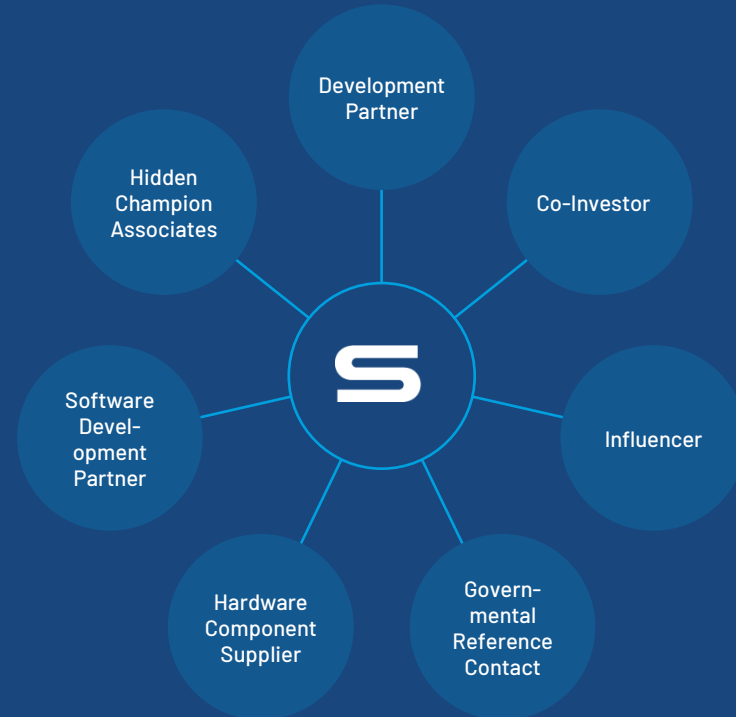 Development
Partner
Co-Investor
Hidden
Champion
Associates
Software
Devel-
opment
Partner
Influencer
Hardware
Component
Supplier
Govern-
mental
Reference
Contact
S